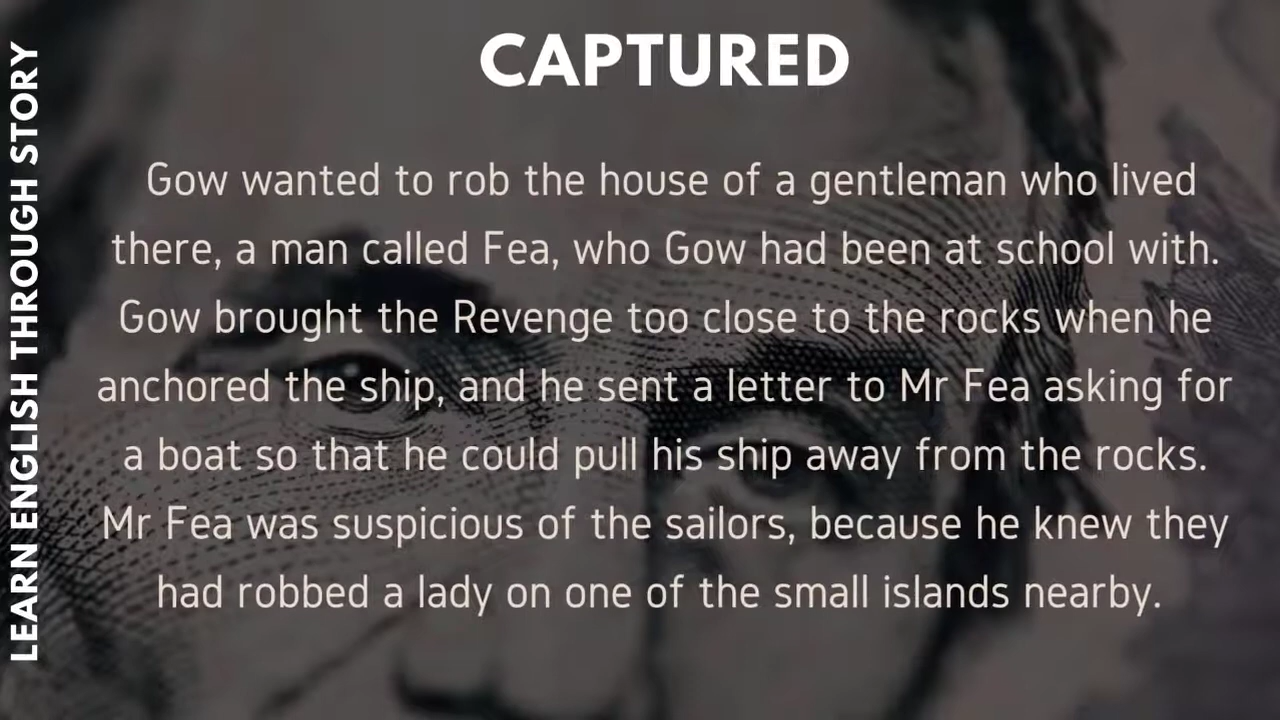 CAPTURED
Gow wanted to rob the house of a gentleman who lived
there, a man called Fea, who Gow had been at school with.
Gow brought the Revenge too close to the rocks when he
anchored the ship, and he sent a letter to Mr Fea asking for
a boat so that he could pull his ship away from the rocks.
Mr Fea was suspicious of the sailors, because he knew they
had robbed a lady on one of the small islands nearby.
LEARN ENGLISH THROUGH STORY